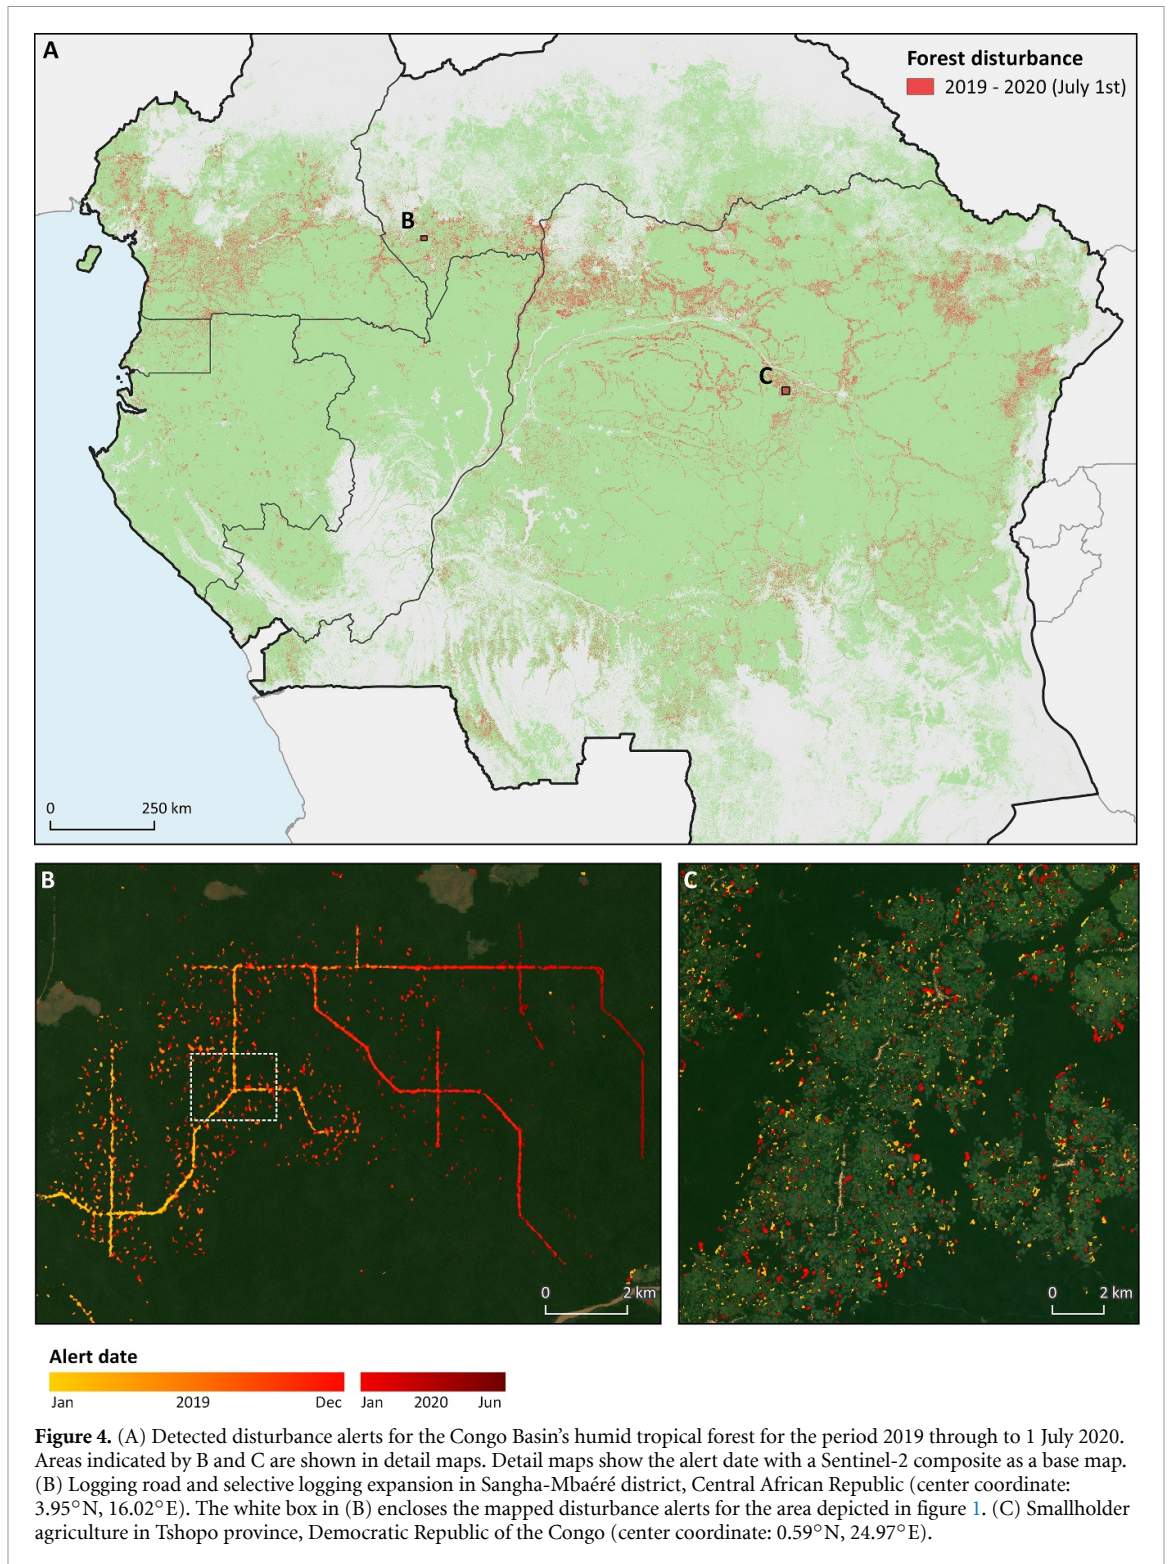 A
Forest disturbance
2019 - 2020 (July 1st)
B
C
0 250 km
B
0 2 km
C
0 2 km
Alert date
Jan 2019 Dec Jan 2020 Jun
Figure 4. (A) Detected disturbance alerts for the Congo Basin’s humid tropical forest for the period 2019 through to 1 July 2020.
Areas indicated by B and C are shown in detail maps. Detail maps show the alert date with a Sentinel-2 composite as a base map.
(B) Logging road and selective logging expansion in Sangha-Mbaéré district, Central African Republic (center coordinate:
3.95°N, 16.02°E). The white box in (B) encloses the mapped disturbance alerts for the area depicted in figure 1. (C) Smallholder
agriculture in Tshopo province, Democratic Republic of the Congo (center coordinate: 0.59°N, 24.97°E).